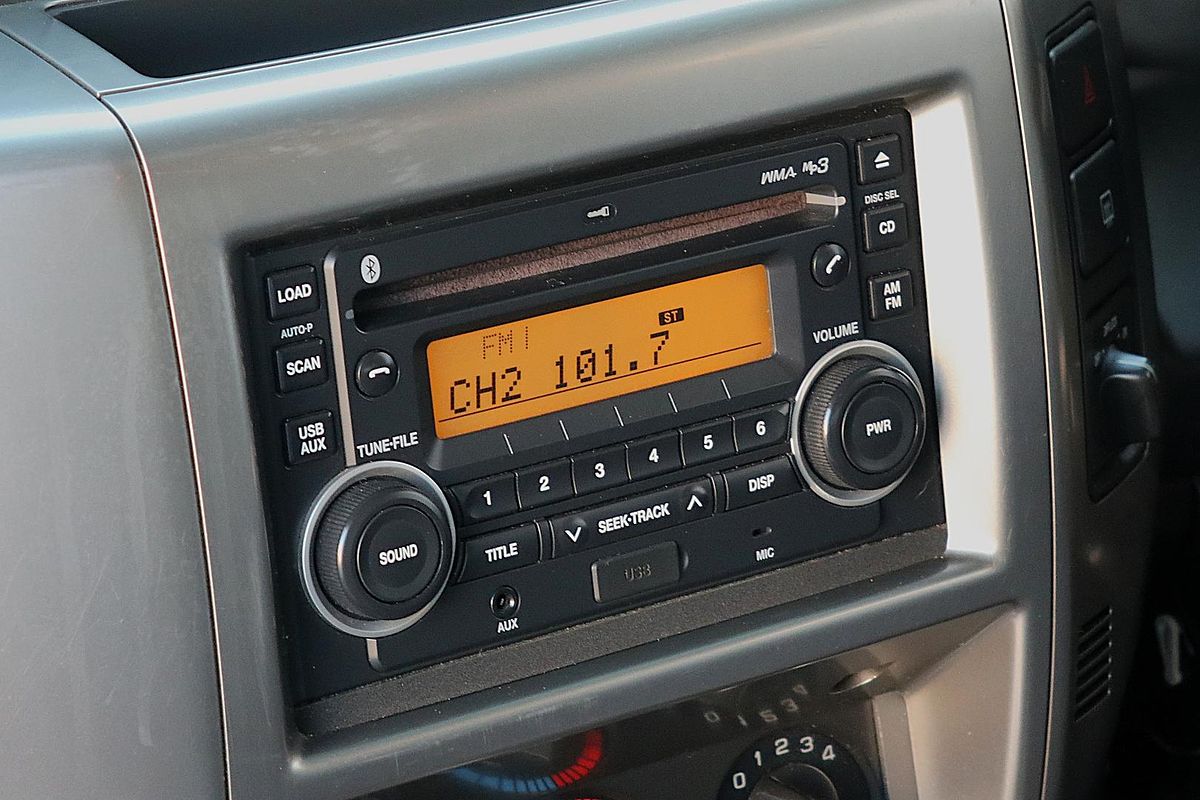 WMA MP3
DISC SEL
CD
AM
FM
LOAD
AUTO-P
SCAN
USB
AUX
FM1
ST
CH2 101.7
VOLUME
PWR
TUNE•FILE
SOUND
1 2 3 4 5 6
TITLE
SEEK•TRACK
DISP
AUX
USB
MIC
0 1 2 3 4